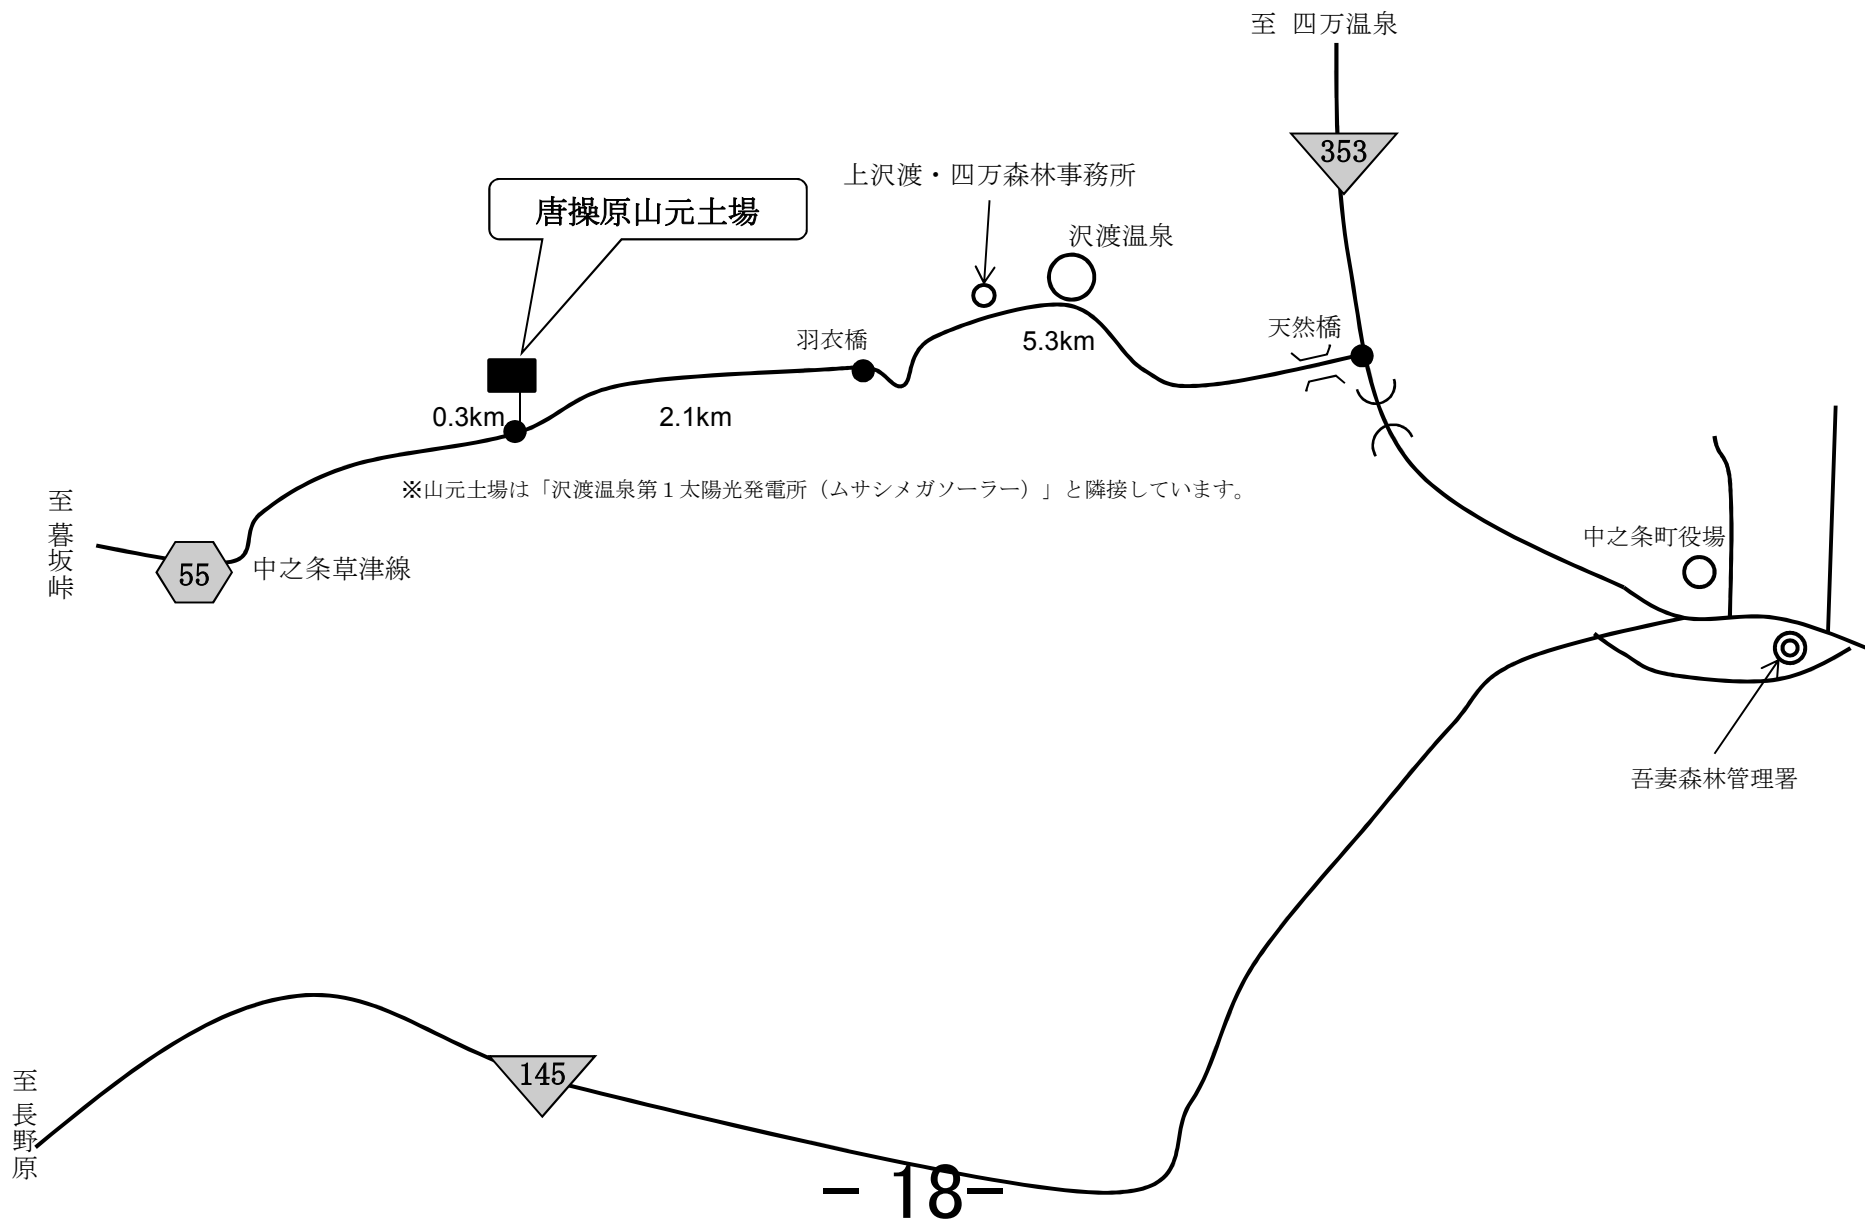 至 四万温泉
353
上沢渡・四万森林事務所
唐操原山元土場
沢渡温泉
天然橋
羽衣橋
5.3km
0.3km
2.1km
※山元土場は「沢渡温泉第１太陽光発電所（ムサシメガソーラー）」と隣接しています。
至 暮坂峠
55
中之条草津線
中之条町役場
吾妻森林管理署
145
至 長野原
- 18-